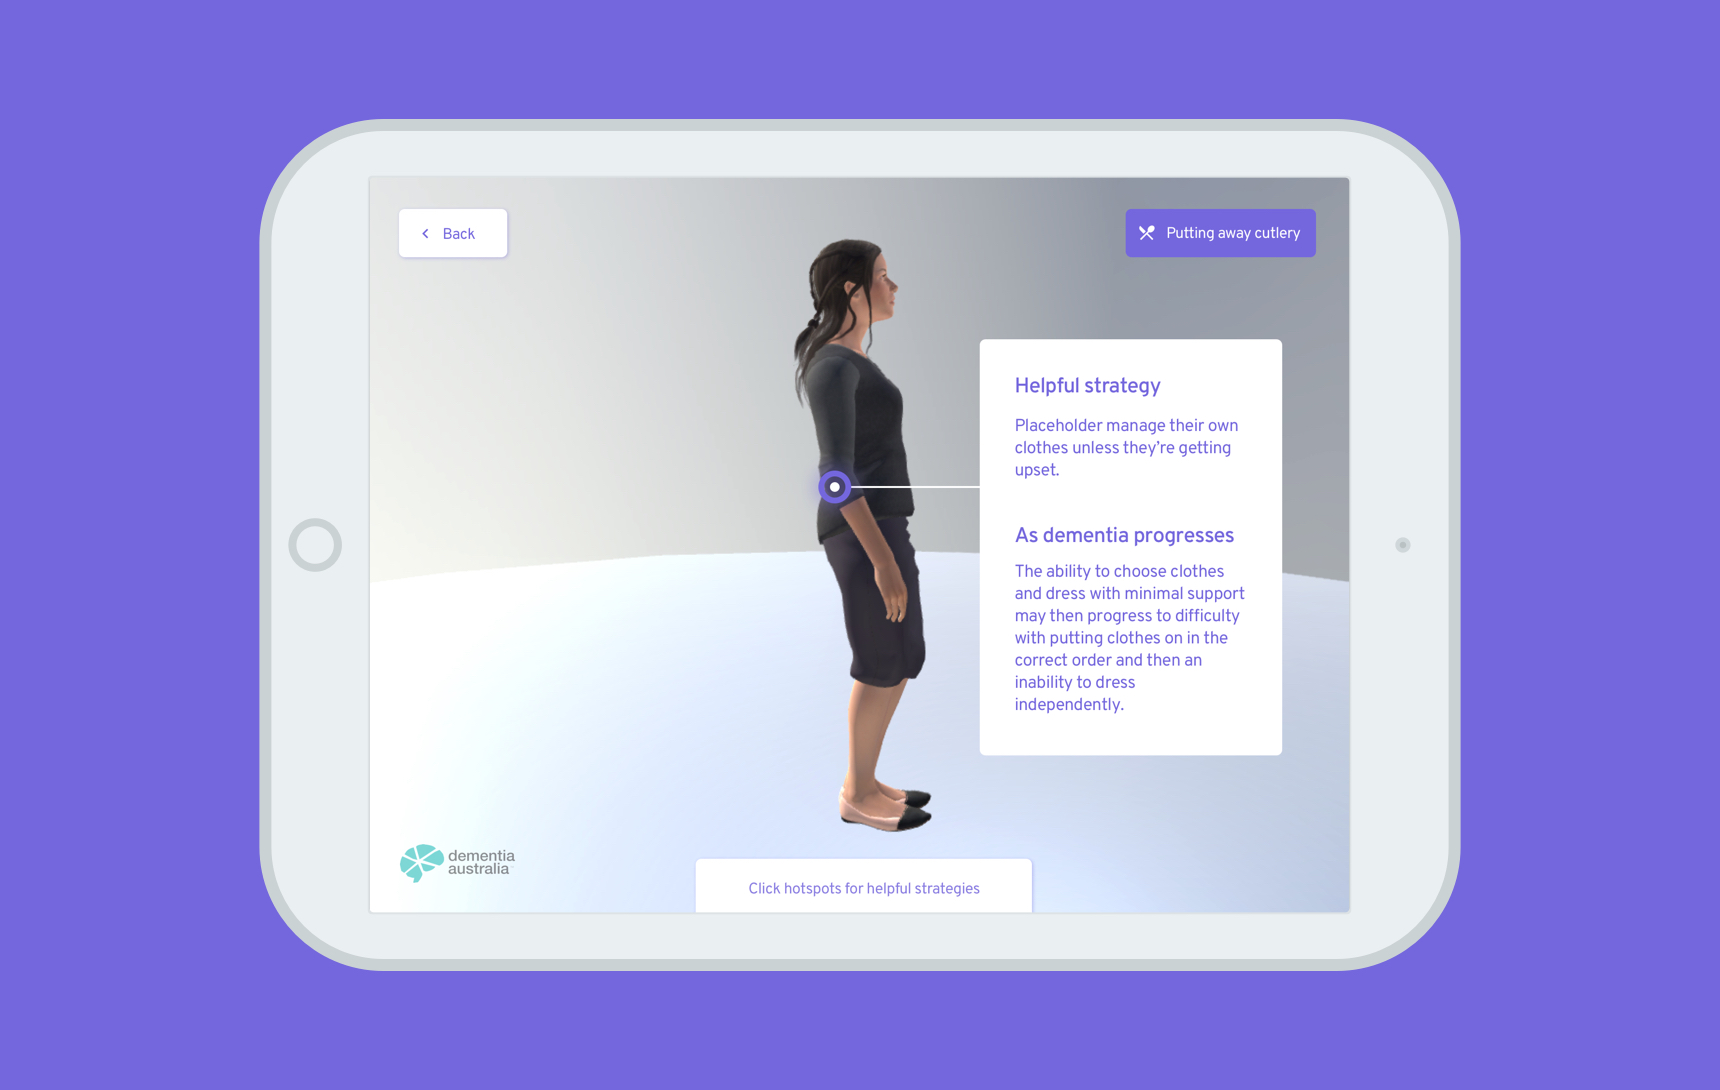 Back
Putting away cutlery
Helpful strategy
Placeholder manage their own
clothes unless they’re getting
upset.
As dementia progresses
The ability to choose clothes
and dress with minimal support
may then progress to difficulty
with putting clothes on in the
correct order and then an
inability to dress
independently.
dementia
australia
Click hotspots for helpful strategies